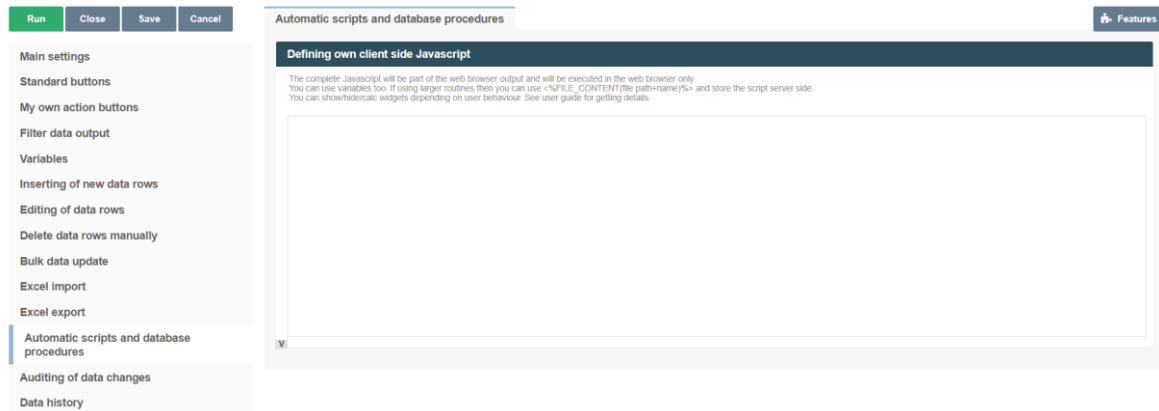 Run Close Save Cancel
Automatic scripts and database procedures
Features
Main settings
Standard buttons
My own action buttons
Filter data output
Variables
Inserting of new data rows
Editing of data rows
Delete data rows manually
Bulk data update
Excel import
Excel export
Automatic scripts and database
procedures
Auditing of data changes
Data history
Defining own client side Javascript
The complete Javascript will be part of the web browser output and will be executed in the web browser only.
You can use variables too. If using larger routines then you can use <%FILE_CONTENT(file path+name)%> and store the script server side.
You can show/hide/calc widgets depending on user behaviour. See user guide for getting details.
V